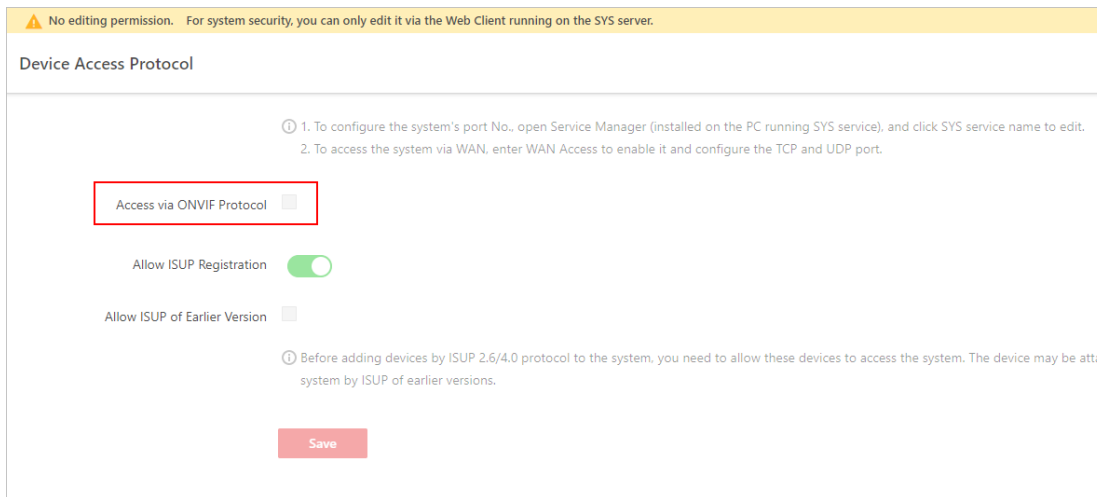 No editing permission. For system security, you can only edit it via the Web Client running on the SYS server.
Device Access Protocol
1. To configure the system's port No., open Service Manager (installed on the PC running SYS service), and click SYS service name to edit.
2. To access the system via WAN, enter WAN Access to enable it and configure the TCP and UDP port.
Access via ONVIF Protocol
Allow ISUP Registration
Allow ISUP of Earlier Version
Before adding devices by ISUP 2.6/4.0 protocol to the system, you need to allow these devices to access the system. The device may be
system by ISUP of earlier versions.
Save